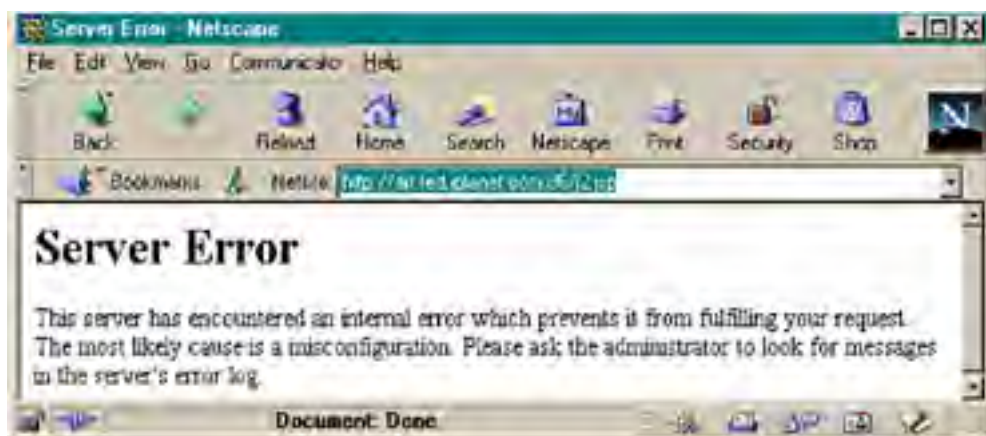 Server Error - Netscape
File Edit View Go Communicator Help
Back Reload Home Search Netscape Print Security Shop
Bookmarks
Server Error
This server has encountered an internal error which prevents it from fulfilling your request.
The most likely cause is a misconfiguration. Please ask the administrator to look for messages
in the server's error log.
Document: Done